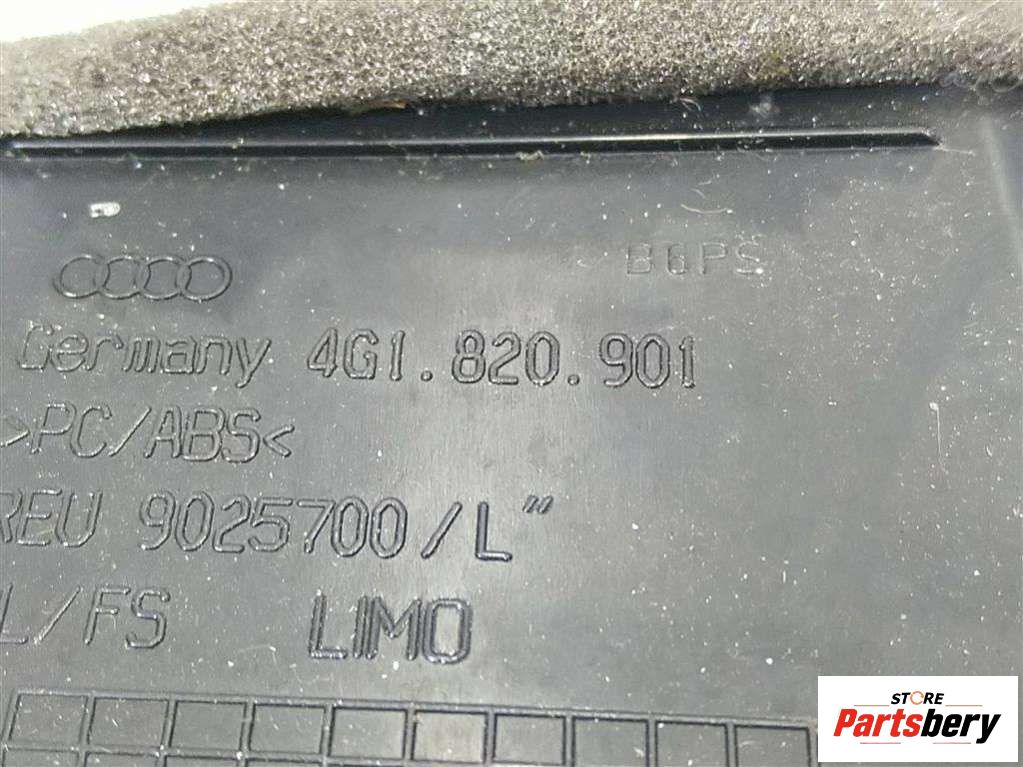 B6PS
Germany 4G1.820.901
>PC/ABS<
REU 9025700/L"
L/FS LIMO
STORE
Partsbery